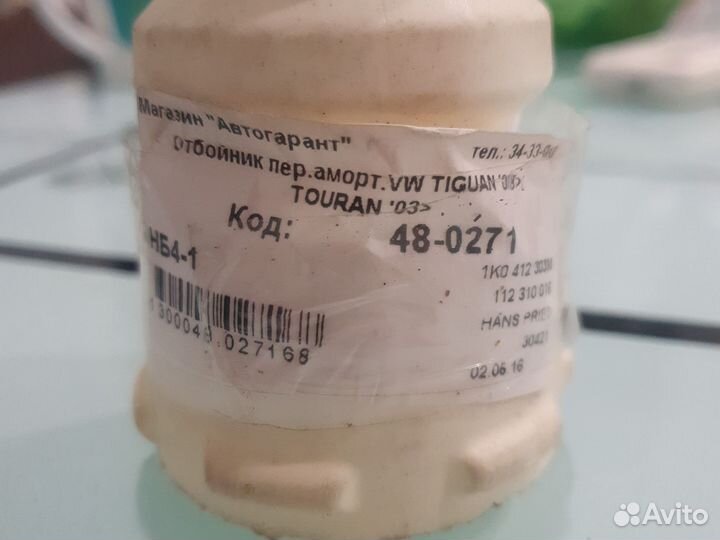 Магазин "Автогарант"
тел.: 34-33-
Отбойник пер.аморт.VW TIGUAN
TOURAN '03>
Код: 48-0271
НБ4-1
1K0 412 303
112 310 016
HANS PRIES
30421
02.06.16
300048 027168
Avito